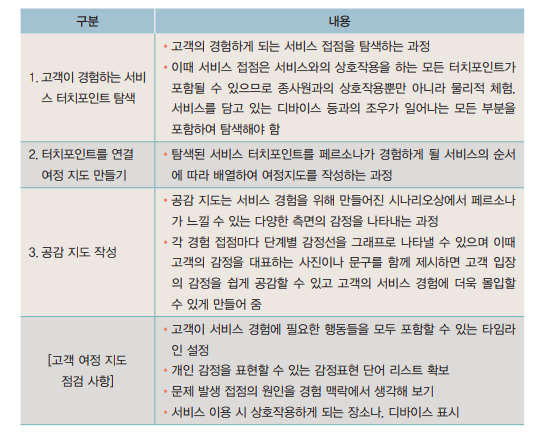 구분
내용
1. 고객이 경험하는 서비
스 터치포인트 탐색
• 고객의 경험하게 되는 서비스 접점을 탐색하는 과정
• 이때 서비스 접점은 서비스와의 상호작용을 하는 모든 터치포인트가
포함될 수 있으므로 종사원과의 상호작용뿐만 아니라 물리적 체험,
서비스를 담고 있는 디바이스 등과의 조우가 일어나는 모든 부분을
포함하여 탐색해야 함
2. 터치포인트를 연결
여정 지도 만들기
• 탐색된 서비스 터치포인트를 페르소나가 경험하게 될 서비스의 순서
에 따라 배열하여 여정지도를 작성하는 과정
3. 공감 지도 작성
• 공감 지도는 서비스 경험을 위해 만들어진 시나리오상에서 페르소나
가 느낄 수 있는 다양한 측면의 감정을 나타내는 과정
• 각 경험 접점마다 단계별 감정선을 그래프로 나타낼 수 있으며 이때
고객의 감정을 대표하는 사진이나 문구를 함께 제시하면 고객 입장
의 감정을 쉽게 공감할 수 있고 고객의 서비스 경험에 더욱 몰입할
수 있게 만들어 줌
[고객 여정 지도
점검 사항]
• 고객이 서비스 경험에 필요한 행동들을 모두 포함할 수 있는 타임라
인 설정
• 개인 감정을 표현할 수 있는 감정표현 단어 리스트 확보
• 문제 발생 접점의 원인을 경험 맥락에서 생각해 보기
• 서비스 이용 시 상호작용하게 되는 장소나, 디바이스 표시